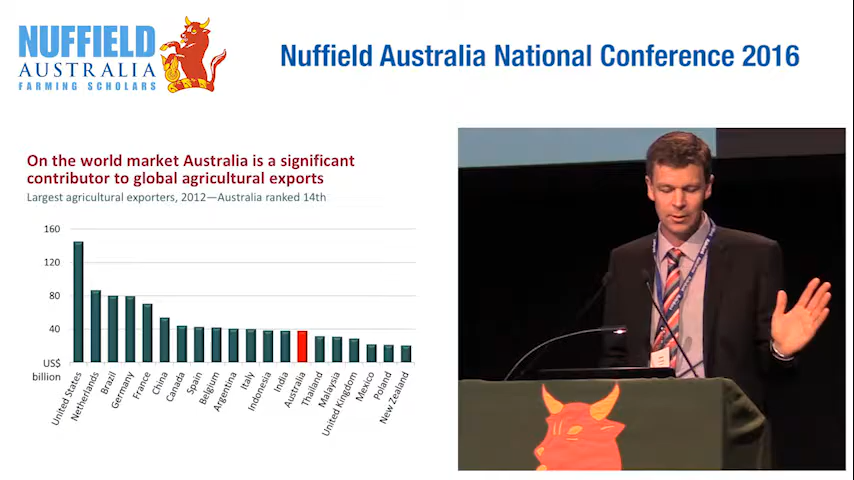 NUFFIELD
AUSTRALIA
FARMING SCHOLARS
Nuffield Australia National Conference 2016
On the world market Australia is a significant
contributor to global agricultural exports
Largest agricultural exporters, 2012—Australia ranked 14th
160
120
80
40
US$
billion
United States
Netherlands
Brazil
Germany
France
China
Canada
Spain
Belgium
Argentina
Italy
Indonesia
India
Australia
Thailand
Malaysia
United Kingdom
Mexico
Poland
New Zealand